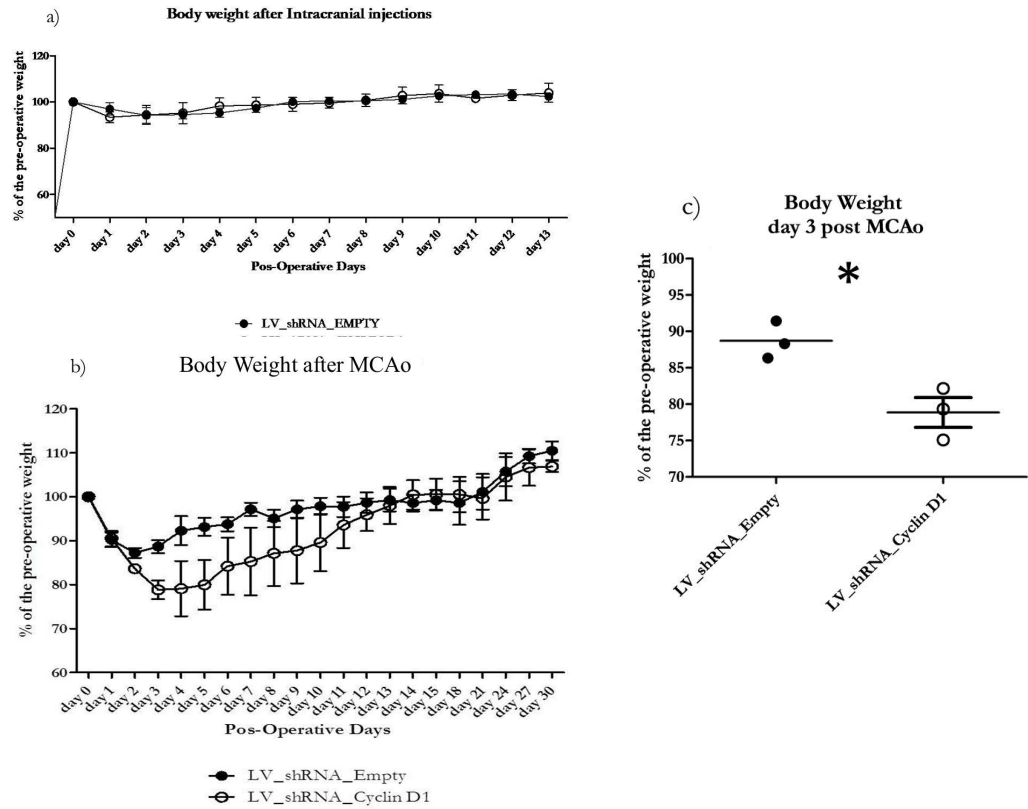 a)
Body weight after Intracranial injections
% of the pre-operative weight
120
100
80
60
day 0 day 1 day 2 day 3 day 4 day 5 day 6 day 7 day 8 day 9 day 10 day 11 day 12 day 13
Pos-Operative Days
LV_shRNA_EMPTY
b)
Body Weight after MCAo
% of the pre-operative weight
120
110
100
90
80
70
60
day 0 day 1 day 2 day 3 day 4 day 5 day 6 day 7 day 8 day 9 day 10 day 11 day 12 day 13 day 14 day 15 day 18 day 21 day 24 day 27 day 30
Pos-Operative Days
LV_shRNA_Empty
LV_shRNA_Cyclin D1
c)
Body Weight
day 3 post MCAo
% of the pre-operative weight
100
95
90
85
80
75
70
*
LV_shRNA_Empty
LV_shRNA_Cyclin D1